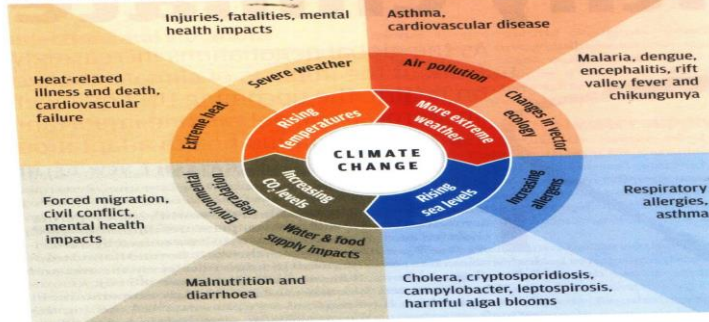 Injuries, fatalities, mental
health impacts
Asthma,
cardiovascular disease
Heat-related
illness and death,
cardiovascular
failure
Severe weather
Air pollution
Malaria, dengue,
encephalitis, rift
valley fever and
chikungunya
Extreme heat
Rising
temperatures
More extreme
weather
Changes in vector
ecology
CLIMATE
CHANGE
Forced migration,
civil conflict,
mental health
impacts
Environmental
degradation
Increasing
CO₂ levels
Rising
sea levels
Increasing
allergens
Respiratory
allergies,
asthma
Water & food
supply impacts
Malnutrition and
diarrhoea
Cholera, cryptosporidiosis,
campylobacter, leptospirosis,
harmful algal blooms